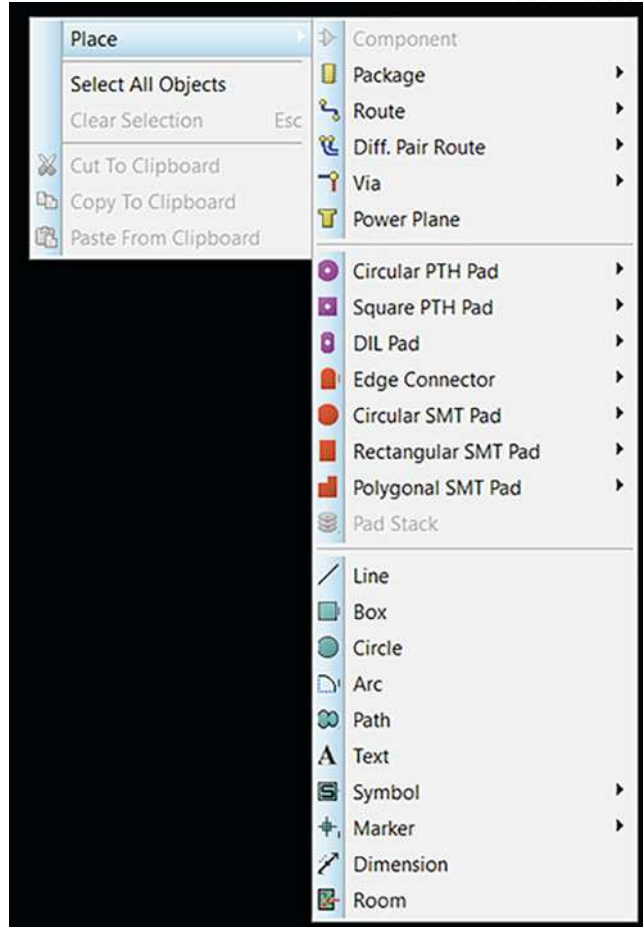 Place
Select All Objects
Clear Selection Esc
Cut To Clipboard
Copy To Clipboard
Paste From Clipboard
Component
Package
Route
Diff. Pair Route
Via
Power Plane
Circular PTH Pad
Square PTH Pad
DIL Pad
Edge Connector
Circular SMT Pad
Rectangular SMT Pad
Polygonal SMT Pad
Pad Stack
Line
Box
Circle
Arc
Path
Text
Symbol
Marker
Dimension
Room